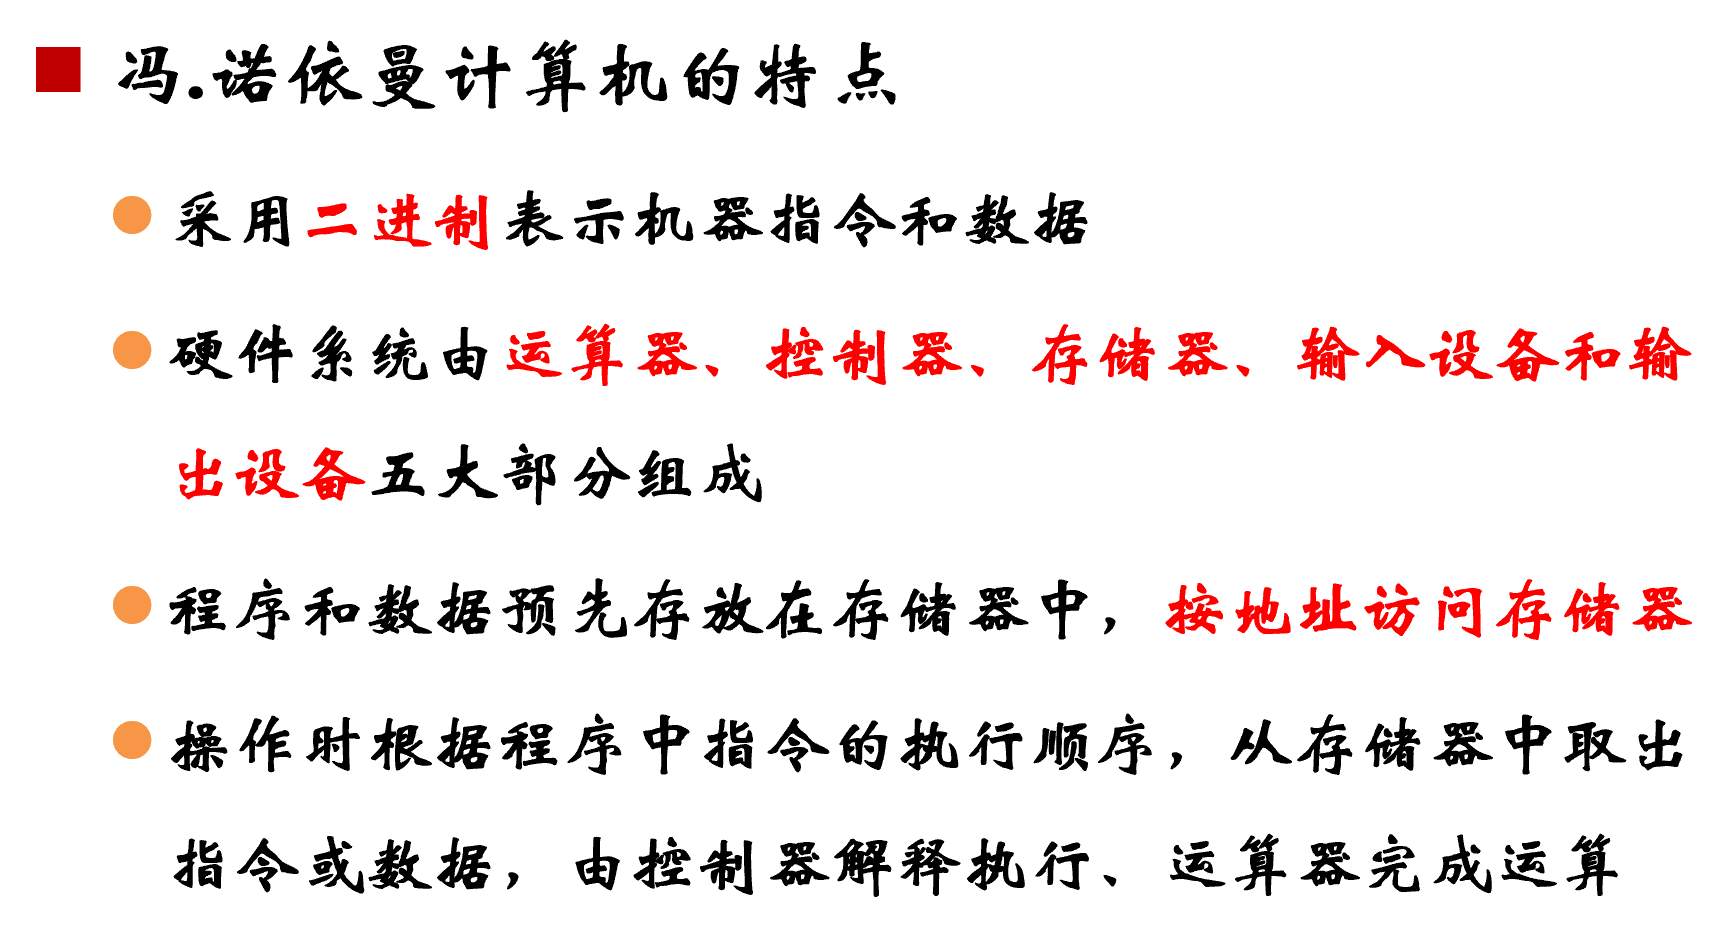 冯.诺依曼计算机的特点
采用二进制表示机器指令和数据
硬件系统由运算器、控制器、存储器、输入设备和输
出设备五大部分组成
程序和数据预先存放在存储器中，按地址访问存储器
操作时根据程序中指令的执行顺序，从存储器中取出
指令或数据，由控制器解释执行、运算器完成运算